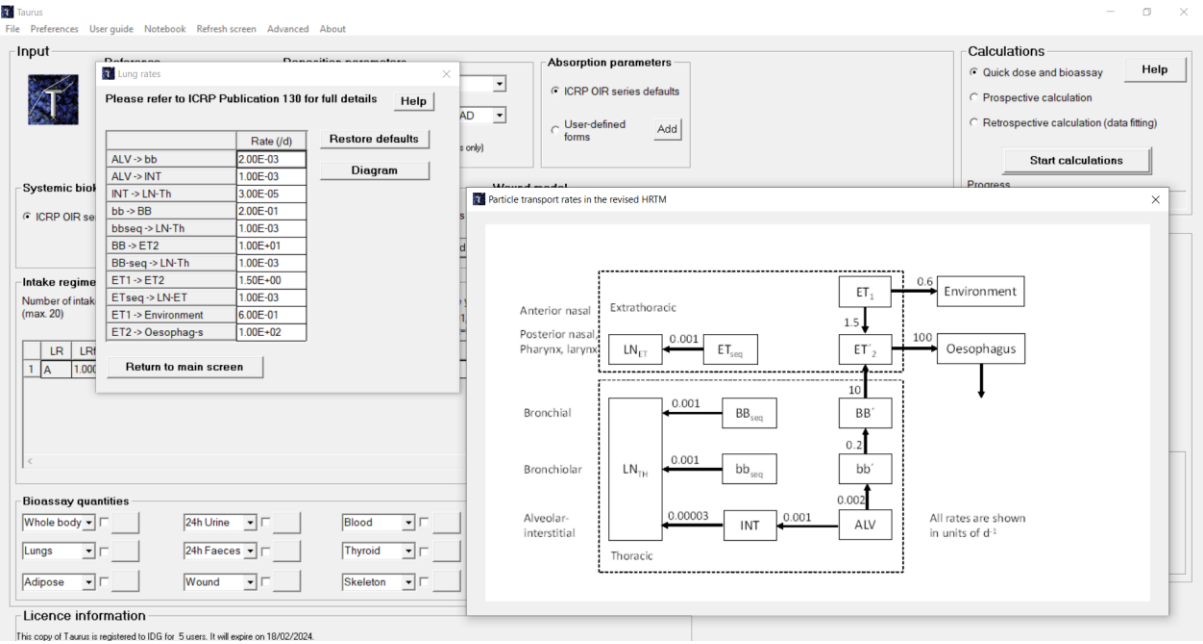 Taurus
File Preferences User guide Notebook Refresh screen Advanced About
Input
Lung rates
Please refer to ICRP Publication 130 for full details
Help
Rate (/d)
ALV -> bb 2.00E-03
ALV -> INT 1.00E-03
INT -> LN-Th 3.00E-05
bb -> BB 2.00E-01
bbseq -> LN-Th 1.00E-03
BB -> ET2 1.00E+01
BB-seq -> LN-Th 1.00E-03
ET1 -> ET2 1.50E+00
ETseq -> LN-ET 1.00E-03
ET1 -> Environment 6.00E-01
ET2 -> Oesophag-s 1.00E+02
Restore defaults
Diagram
Return to main screen
Absorption parameters
ICRP OIR series defaults
User-defined
forms
Add
AD
s only)
Calculations
Quick dose and bioassay
Help
Prospective calculation
Retrospective calculation (data fitting)
Start calculations
Progress
Systemic biok
ICRP OIR se
Intake regime
Number of intak
(max. 20)
LR LRf
1 A 1.000
Particle transport rates in the revised HRTM
Anterior nasal
Extrathoracic
ET1
0.6
Environment
1.5
Posterior nasal,
Pharynx, larynx
LNET
0.001
ETseq
ET´2
100
Oesophagus
10
Bronchial
0.001
BBseq
BB´
0.2
Bronchiolar
LNTH
0.001
bbseq
bb´
0.002
Alveolar-
interstitial
0.00003
INT
0.001
ALV
All rates are shown
in units of d-1
Thoracic
Bioassay quantities
Whole body 24h Urine Blood
Lungs 24h Faeces Thyroid
Adipose Wound Skeleton
Licence information
This copy of Taurus is registered to IDG for 5 users. It will expire on 18/02/2024.